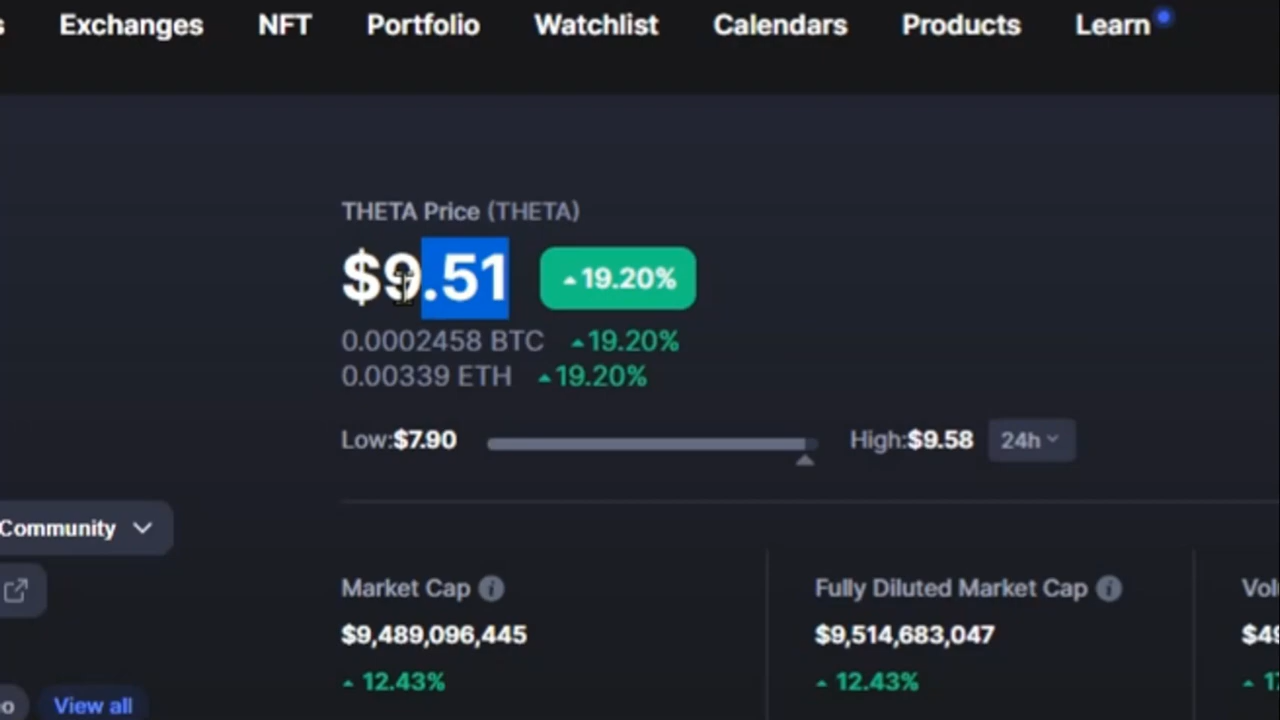 Exchanges NFT Portfolio Watchlist Calendars Products Learn
THETA Price (THETA)
$9.51 19.20%
0.0002458 BTC 19.20%
0.00339 ETH 19.20%
Low:$7.90 High:$9.58 24h
Community
Market Cap Fully Diluted Market Cap
$9,489,096,445 $9,514,683,047
12.43% 12.43%
View all